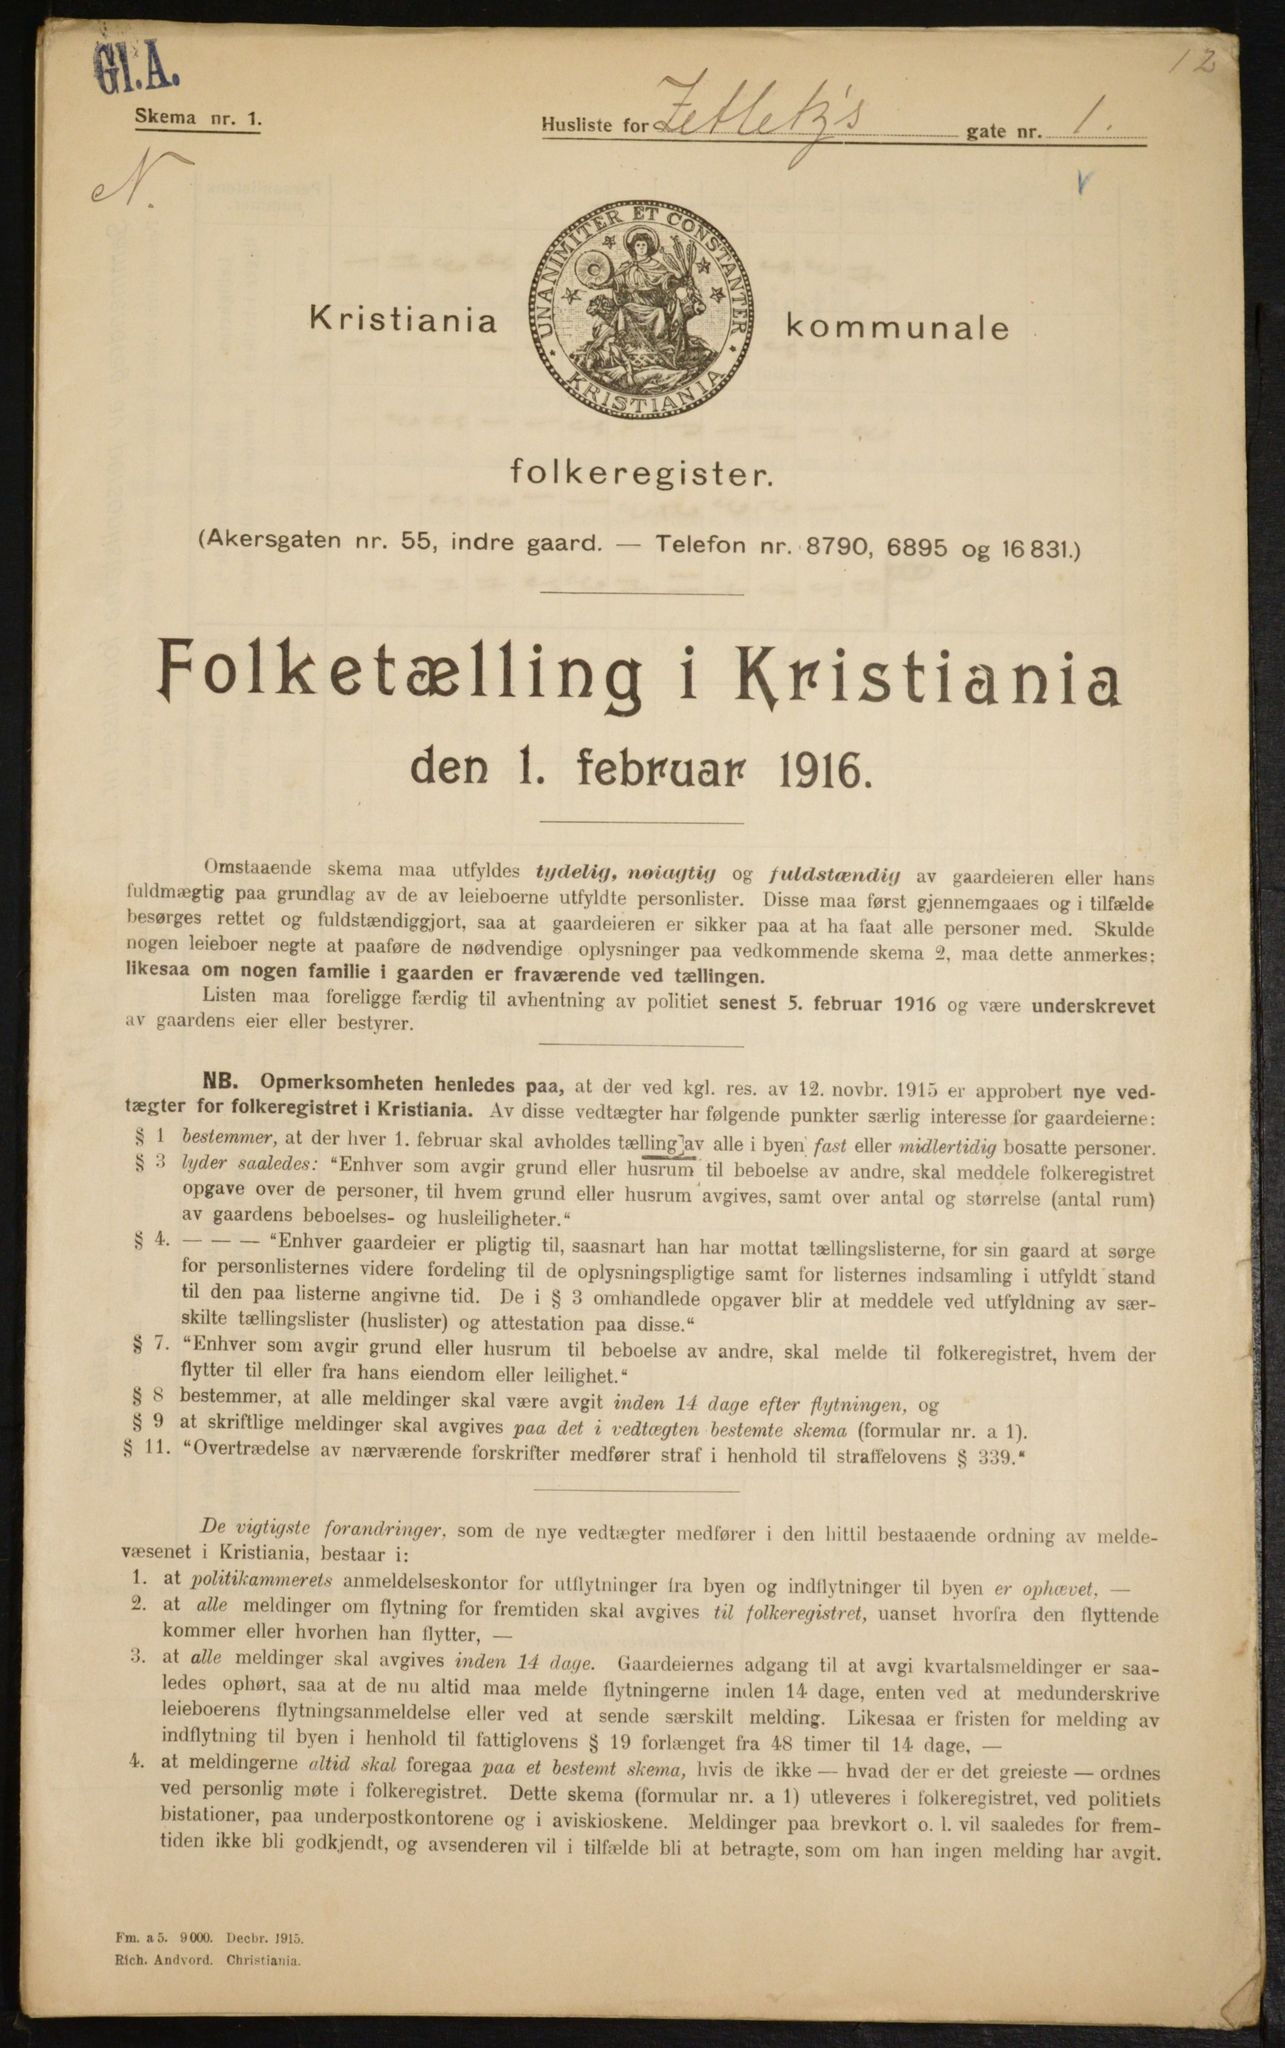 Gl. A.
12
Skema nr. 1.
Husliste for Zetlitz's gate nr. 1.
N.
UNANIMITER ET CONSTANTER
KRISTIANIA
Kristiania kommunale
folkeregister.
(Akersgaten nr. 55, indre gaard. — Telefon nr. 8790, 6895 og 16 831.)
Folketælling i Kristiania
den 1. februar 1916.
Omstaaende skema maa utfyldes tydelig, nøiagtig og fuldstændig av gaardeieren eller hans
fuldmægtig paa grundlag av de av leieboerne utfyldte personlister. Disse maa først gjennemgaaes og i tilfælde
besørges rettet og fuldstændiggjort, saa at gaardeieren er sikker paa at ha faat alle personer med. Skulde
nogen leieboer negte at paaføre de nødvendige oplysninger paa vedkommende skema 2, maa dette anmerkes;
likesaa om nogen familie i gaarden er fraværende ved tællingen.
Listen maa foreligge færdig til avhentning av politiet senest 5. februar 1916 og være underskrevet
av gaardens eier eller bestyrer.
NB. Opmerksomheten henledes paa, at der ved kgl. res. av 12. novbr. 1915 er approbert nye ved-
tægter for folkeregistret i Kristiania. Av disse vedtægter har følgende punkter særlig interesse for gaardeierne:
§ 1 bestemmer, at der hver 1. februar skal avholdes tælling av alle i byen fast eller midlertidig bosatte personer.
§ 3 lyder saaledes: "Enhver som avgir grund eller husrum til beboelse av andre, skal meddele folkeregistret
opgave over de personer, til hvem grund eller husrum avgives, samt over antal og størrelse (antal rum)
av gaardens beboelses- og husleiligheter.“
§ 4. — — — "Enhver gaardeier er pligtig til, saasnart han har mottat tællingslisterne, for sin gaard at sørge
for personlisternes videre fordeling til de oplysningspligtige samt for listernes indsamling i utfyldt stand
til den paa listerne angivne tid. De i § 3 omhandlede opgaver blir at meddele ved utfyldning av sær-
skilte tællingslister (huslister) og attestation paa disse.“
§ 7. "Enhver som avgir grund eller husrum til beboelse av andre, skal melde til folkeregistret, hvem der
flytter til eller fra hans eiendom eller leilighet.“
§ 8 bestemmer, at alle meldinger skal være avgit inden 14 dage efter flytningen, og
§ 9 at skriftlige meldinger skal avgives paa det i vedtægten bestemte skema (formular nr. a 1).
§ 11. "Overtrædelse av nærværende forskrifter medfører straf i henhold til straffelovens § 339.“
De vigtigste forandringer, som de nye vedtægter medfører i den hittil bestaaende ordning av melde-
væsenet i Kristiania, bestaar i:
1. at politikammerets anmeldelseskontor for utflytninger fra byen og indflytninger til byen er ophævet, —
2. at alle meldinger om flytning for fremtiden skal avgives til folkeregistret, uanset hvorfra den flyttende
kommer eller hvorhen han flytter, —
3. at alle meldinger skal avgives inden 14 dage. Gaardeiernes adgang til at avgi kvartalsmeldinger er saa-
ledes ophørt, saa at de nu altid maa melde flytningerne inden 14 dage, enten ved at medunderskrive
leieboerens flytningsanmeldelse eller ved at sende særskilt melding. Likesaa er fristen for melding av
indflytning til byen i henhold til fattiglovens § 19 forlænget fra 48 timer til 14 dage, —
4. at meldingerne altid skal foregaa paa et bestemt skema, hvis de ikke — hvad der er det greieste — ordnes
ved personlig møte i folkeregistret. Dette skema (formular nr. a 1) utleveres i folkeregistret, ved politiets
bistationer, paa underpostkontorene og i aviskioskene. Meldinger paa brevkort o. l. vil saaledes for frem-
tiden ikke bli godkjendt, og avsenderen vil i tilfælde bli at betragte, som om han ingen melding har avgit.
Fm. a 5. 9 000. Decbr. 1915.
Rich. Andvord. Christiania.